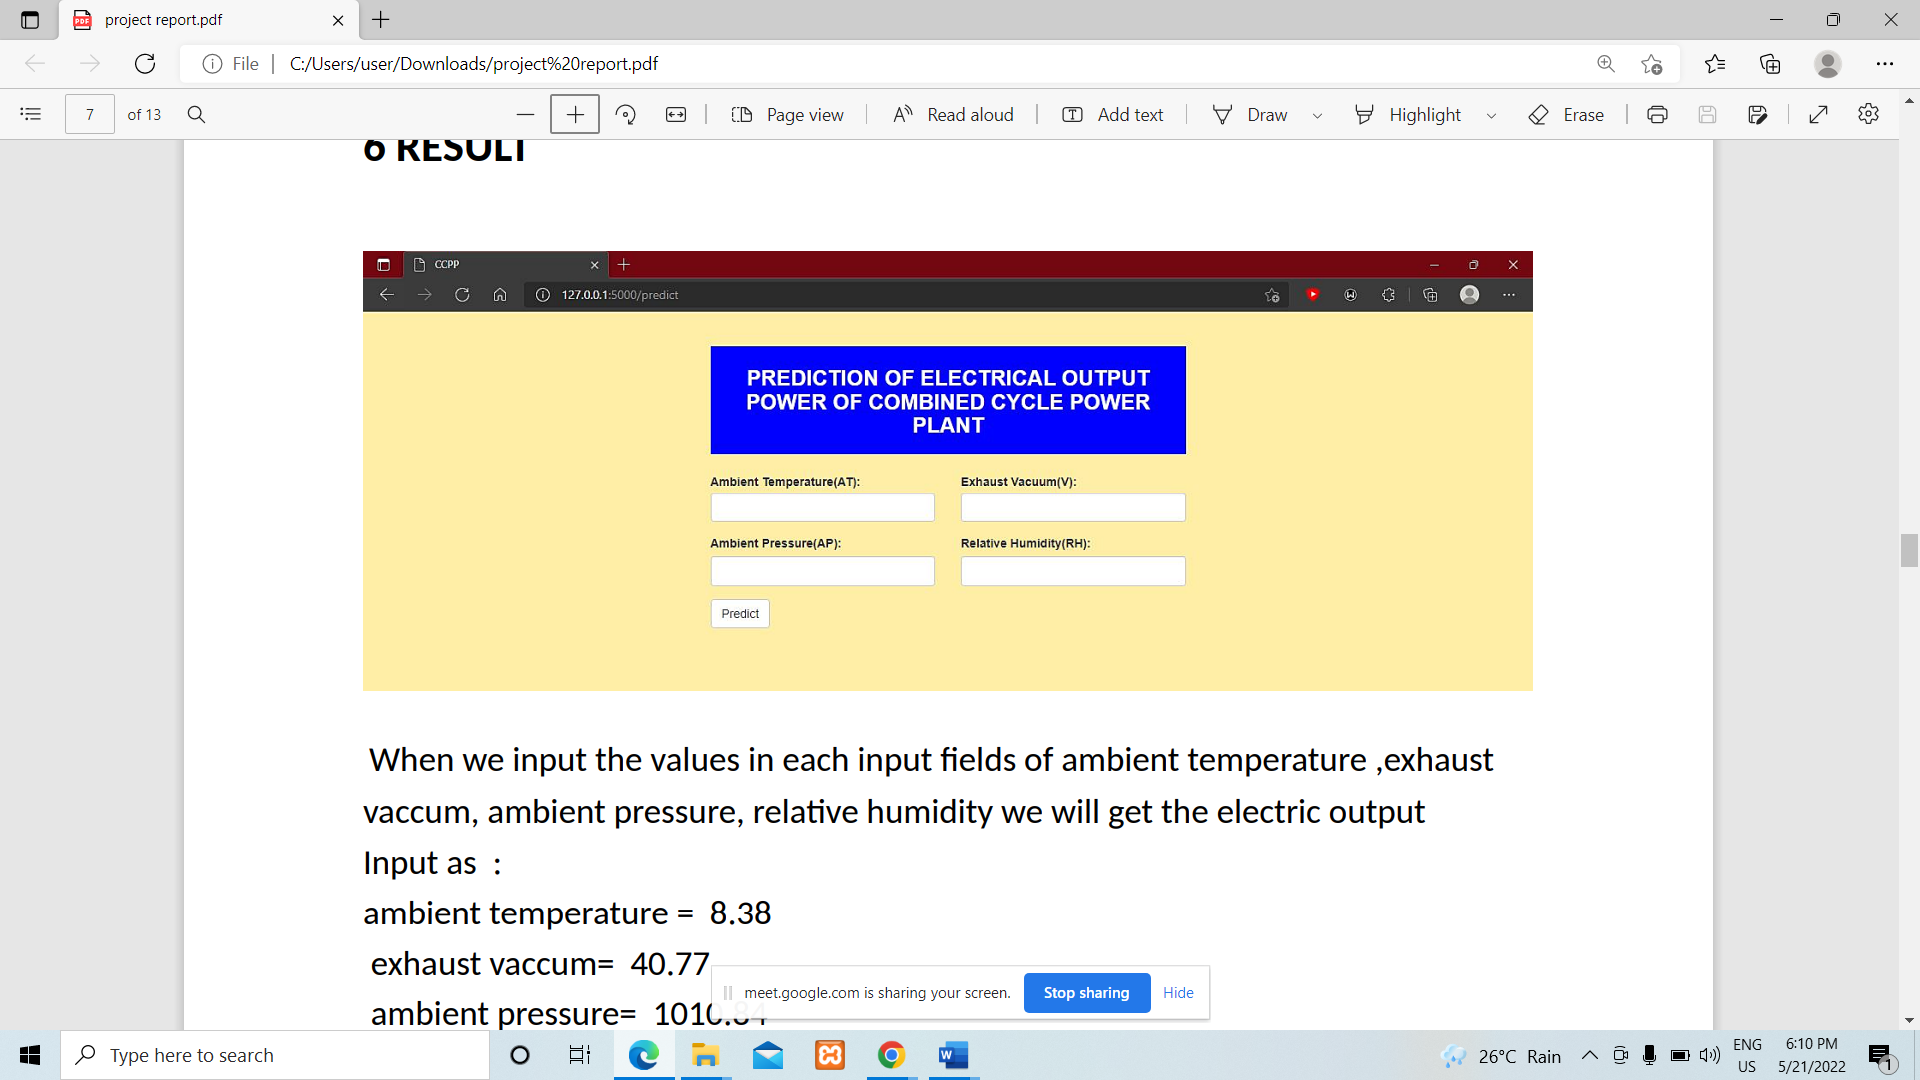 project report.pdf
File
C:/Users/user/Downloads/project%20report.pdf
7 of 13
Page view
Read aloud
Add text
Draw
Highlight
Erase
6 RESULT
CCPP
127.0.0.1:5000/predict
PREDICTION OF ELECTRICAL OUTPUT
POWER OF COMBINED CYCLE POWER
PLANT
Ambient Temperature(AT):
Exhaust Vacuum(V):
Ambient Pressure(AP):
Relative Humidity(RH):
Predict
When we input the values in each input fields of ambient temperature ,exhaust
vaccum, ambient pressure, relative humidity we will get the electric output
Input as :
ambient temperature = 8.38
exhaust vaccum= 40.77
ambient pressure= 1010.84
meet.google.com is sharing your screen.
Stop sharing
Hide
Type here to search
26°C Rain
ENG
US
6:10 PM
5/21/2022
1